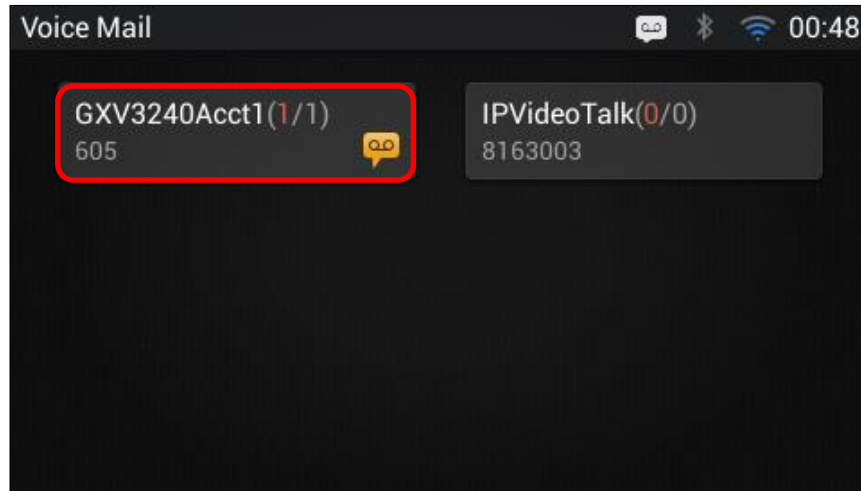 Voice Mail 00:48
GXV3240Acct1(1/1)
605
IPVideoTalk(0/0)
8163003